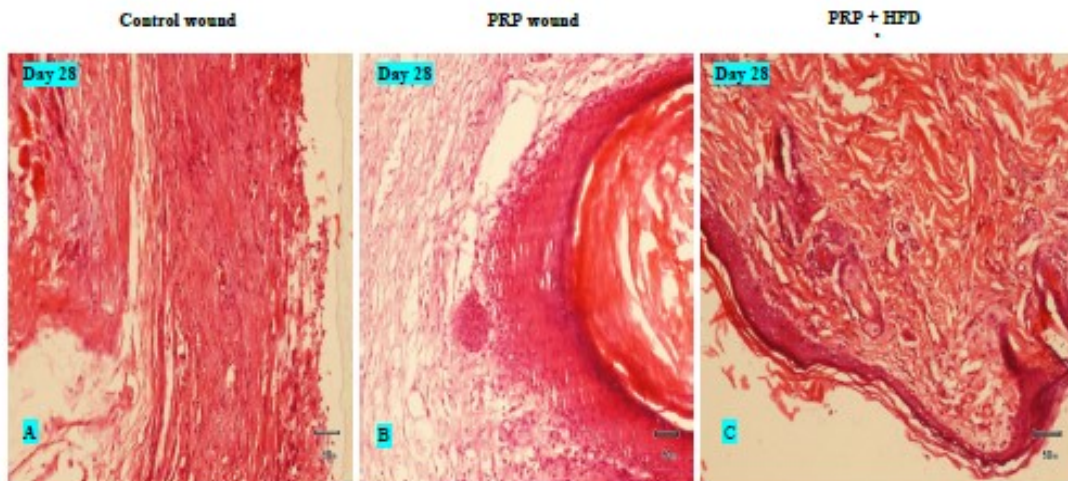 Control wound
PRP wound
PRP + HFD
Day 28
Day 28
Day 28
A
B
C